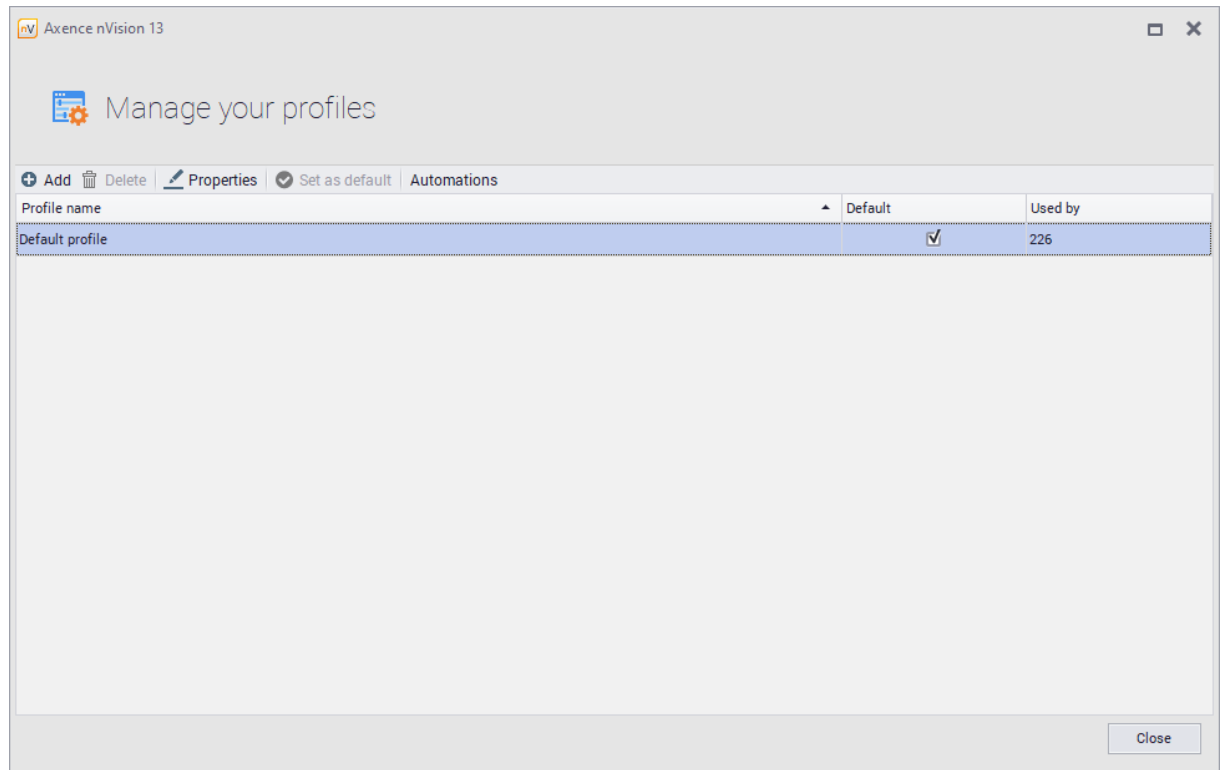 nV Axence nVision 13
Manage your profiles
Add Delete Properties Set as default Automations
Profile name Default Used by
Default profile 226
Close